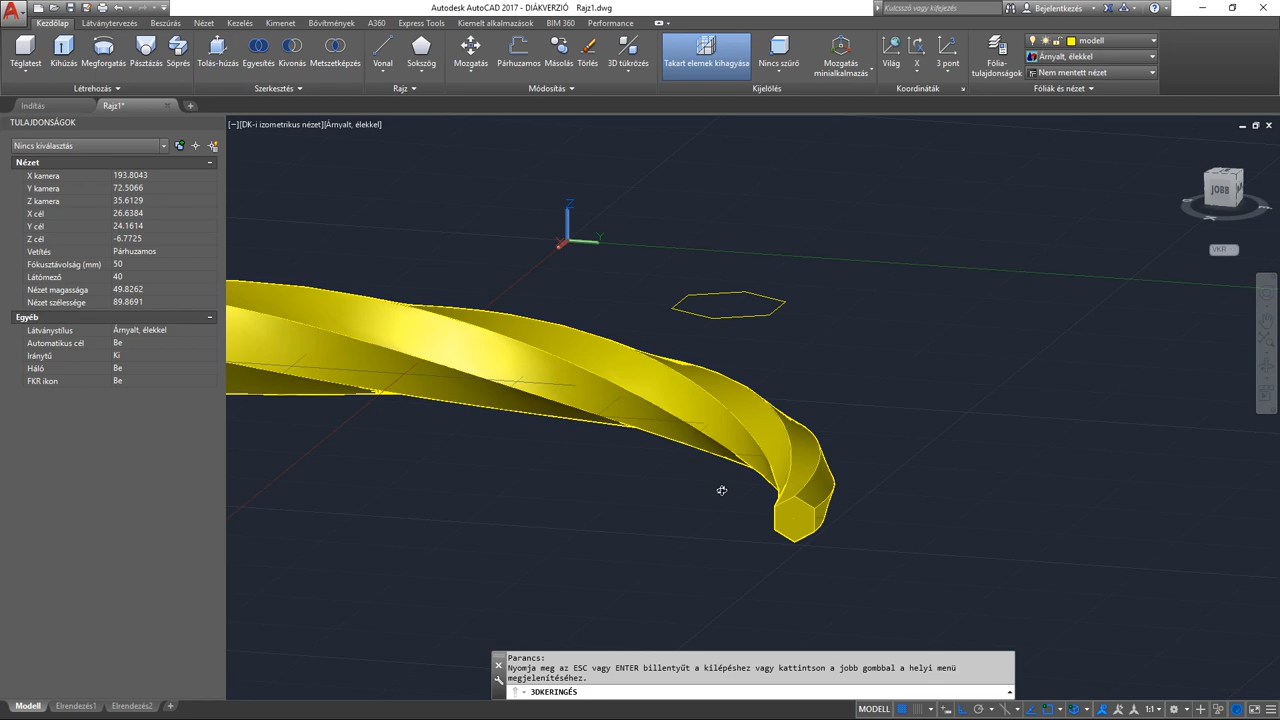 Autodesk AutoCAD 2017 - DIÁKVERZIÓ Rajz1.dwg
Kulcsszó vagy kifejezés
Bejelentkezés
Kezdőlap Látványtervezés Beszúrás Nézet Kezelés Kimenet Bővítmények A360 Express Tools Kiemelt alkalmazások BIM 360 Performance
Téglatest Kihúzás Megforgatás Pásztázás Söprés
Tolás-húzás Egyesítés Kivonás Metszetképzés
Vonal Sokszög
Mozgatás Párhuzamos Másolás Törlés 3D tükrözés
Takart elemek kihagyása Nincs szűrő Mozgatás minialkalmazás
Világ X 3 pont
Fólia-tulajdonságok
modell
Árnyalt, élekkel
Nem mentett nézet
Létrehozás Szerkesztés Rajz Módosítás Kijelölés Koordináták Fóliák és nézet
Indítás Rajz1*
TULAJDONSÁGOK
Nincs kiválasztás
Nézet
X kamera 193.8043
Y kamera 72.5066
Z kamera 35.6129
X cél 26.6384
Y cél 24.1614
Z cél -6.7725
Vetítés Párhuzamos
Fókusztávolság (mm) 50
Látómező 40
Nézet magassága 49.8262
Nézet szélessége 89.8691
Egyéb
Látványstílus Árnyalt, élekkel
Automatikus cél Be
Iránytű Ki
Háló Be
FKR ikon Be
[−][DK-i izometrikus nézet][Árnyalt, élekkel]
Z
Y
JOBB
VKR
Parancs:
Nyomja meg az ESC vagy ENTER billentyűt a kilépéshez vagy kattintson a jobb gombbal a helyi menü
megjelenítéséhez.
3DKERINGÉS
Modell Elrendezés1 Elrendezés2
MODELL
1:1